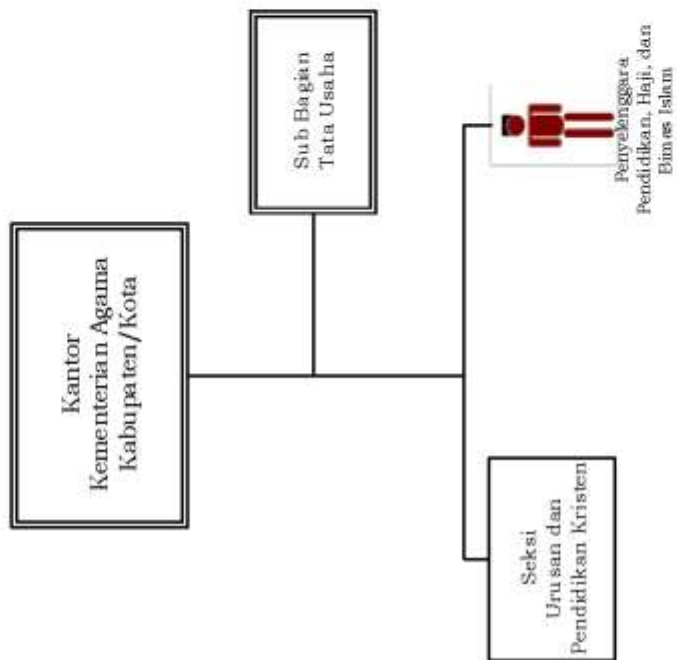 Kantor
Kementerian Agama
Kabupaten/Kota
Sub Bagian
Tata Usaha
Seksi
Urusan dan
Pendidikan Kristen
Penyelenggara
Pendidikan, Haji, dan
Bimas Islam